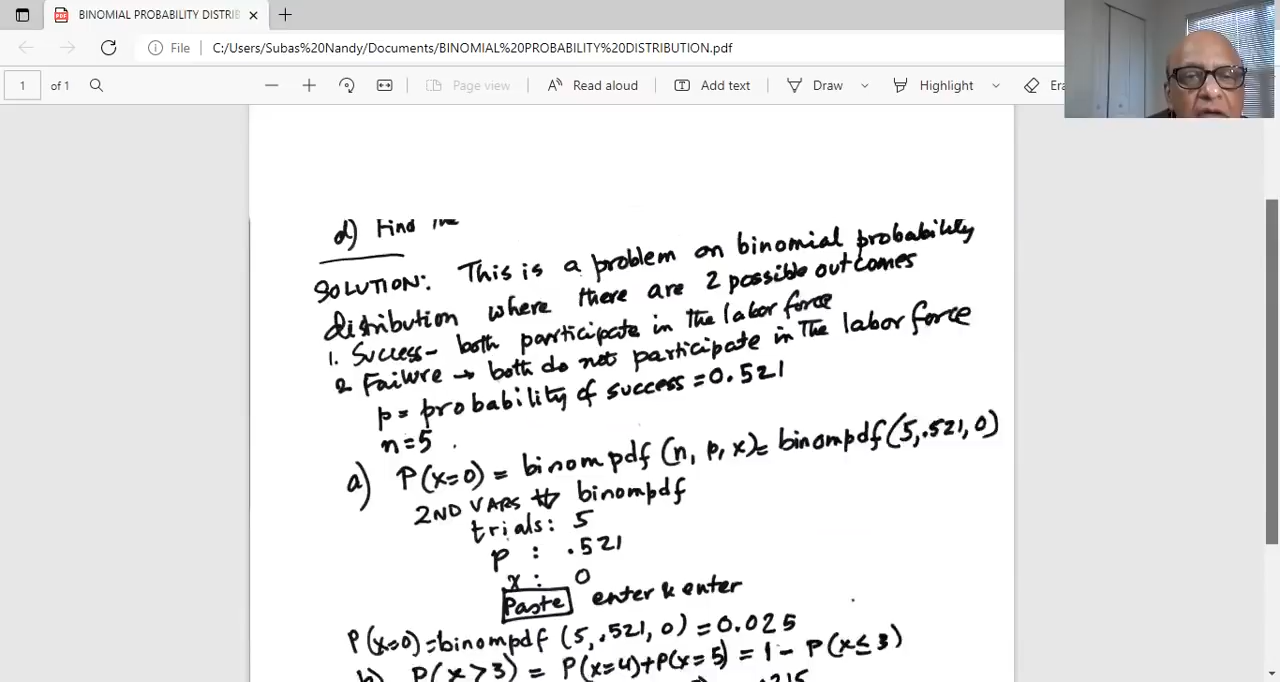 BINOMIAL PROBABILITY DISTRIB
File C:/Users/Subas%20Nandy/Documents/BINOMIAL%20PROBABILITY%20DISTRIBUTION.pdf
1 of 1 Page view Read aloud Add text Draw Highlight Era
d) Find the
SOLUTION: This is a problem on binomial probability
distribution where there are 2 possible outcomes
1. Success- both participate in the labor force
2 Failure → both do not participate in the labor force
p = probability of success = 0.521
n = 5
a) P(x=0) = binompdf (n, p, x) = binompdf(5, .521, 0)
2ND VARS binompdf
trials: 5
p : .521
x : 0
Paste enter & enter
P(x=0) = binompdf (5, .521, 0) = 0.025
b) P(x>3) = P(x=4)+P(x=5) = 1- P(x≤3)